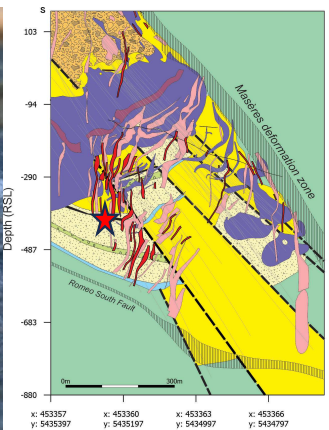 S
103
-94
-290
-487
-683
-880
Depth (RSL)
Masères deformation zone
Romeo South Fault
0m 300m
x: 453357 x: 453360 x: 453363 x: 453366
y: 5435397 y: 5435197 y: 5434997 y: 5434797